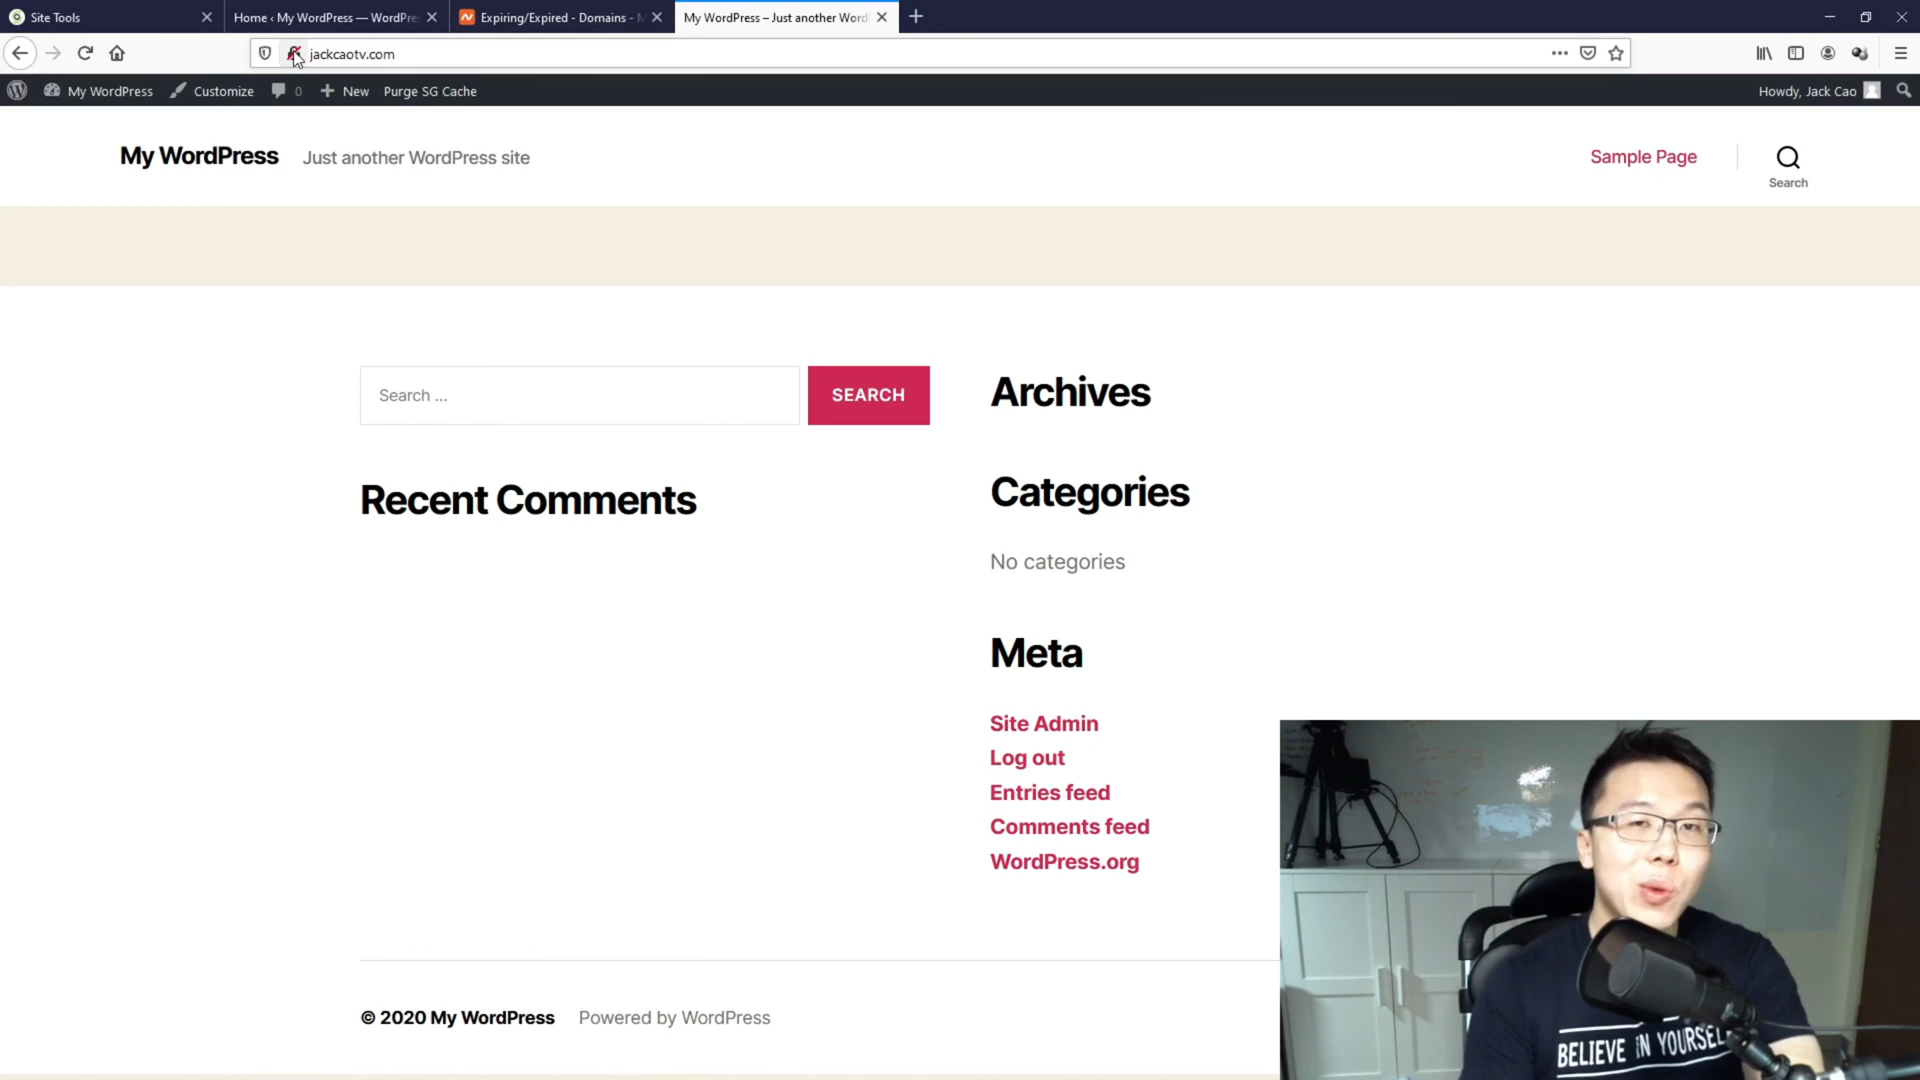 Site Tools
Home ‹ My WordPress — WordPre
Expiring/Expired - Domains -
My WordPress – Just another Word
jackcaotv.com
My WordPress
Customize
0
New
Purge SG Cache
Howdy, Jack Cao
My WordPress
Just another WordPress site
Sample Page
Search
Search ...
SEARCH
Archives
Recent Comments
Categories
No categories
Meta
Site Admin
Log out
Entries feed
Comments feed
WordPress.org
© 2020 My WordPress
Powered by WordPress
BELIEVE IN YOURSELF